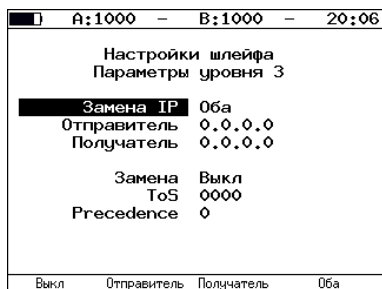 A:1000 – B:1000 – 20:06
Настройки шлейфа
Параметры уровня 3
Замена IP Оба
Отправитель 0.0.0.0
Получатель 0.0.0.0
Замена Выкл
ToS 0000
Precedence 0
Выкл Отправитель Получатель Оба